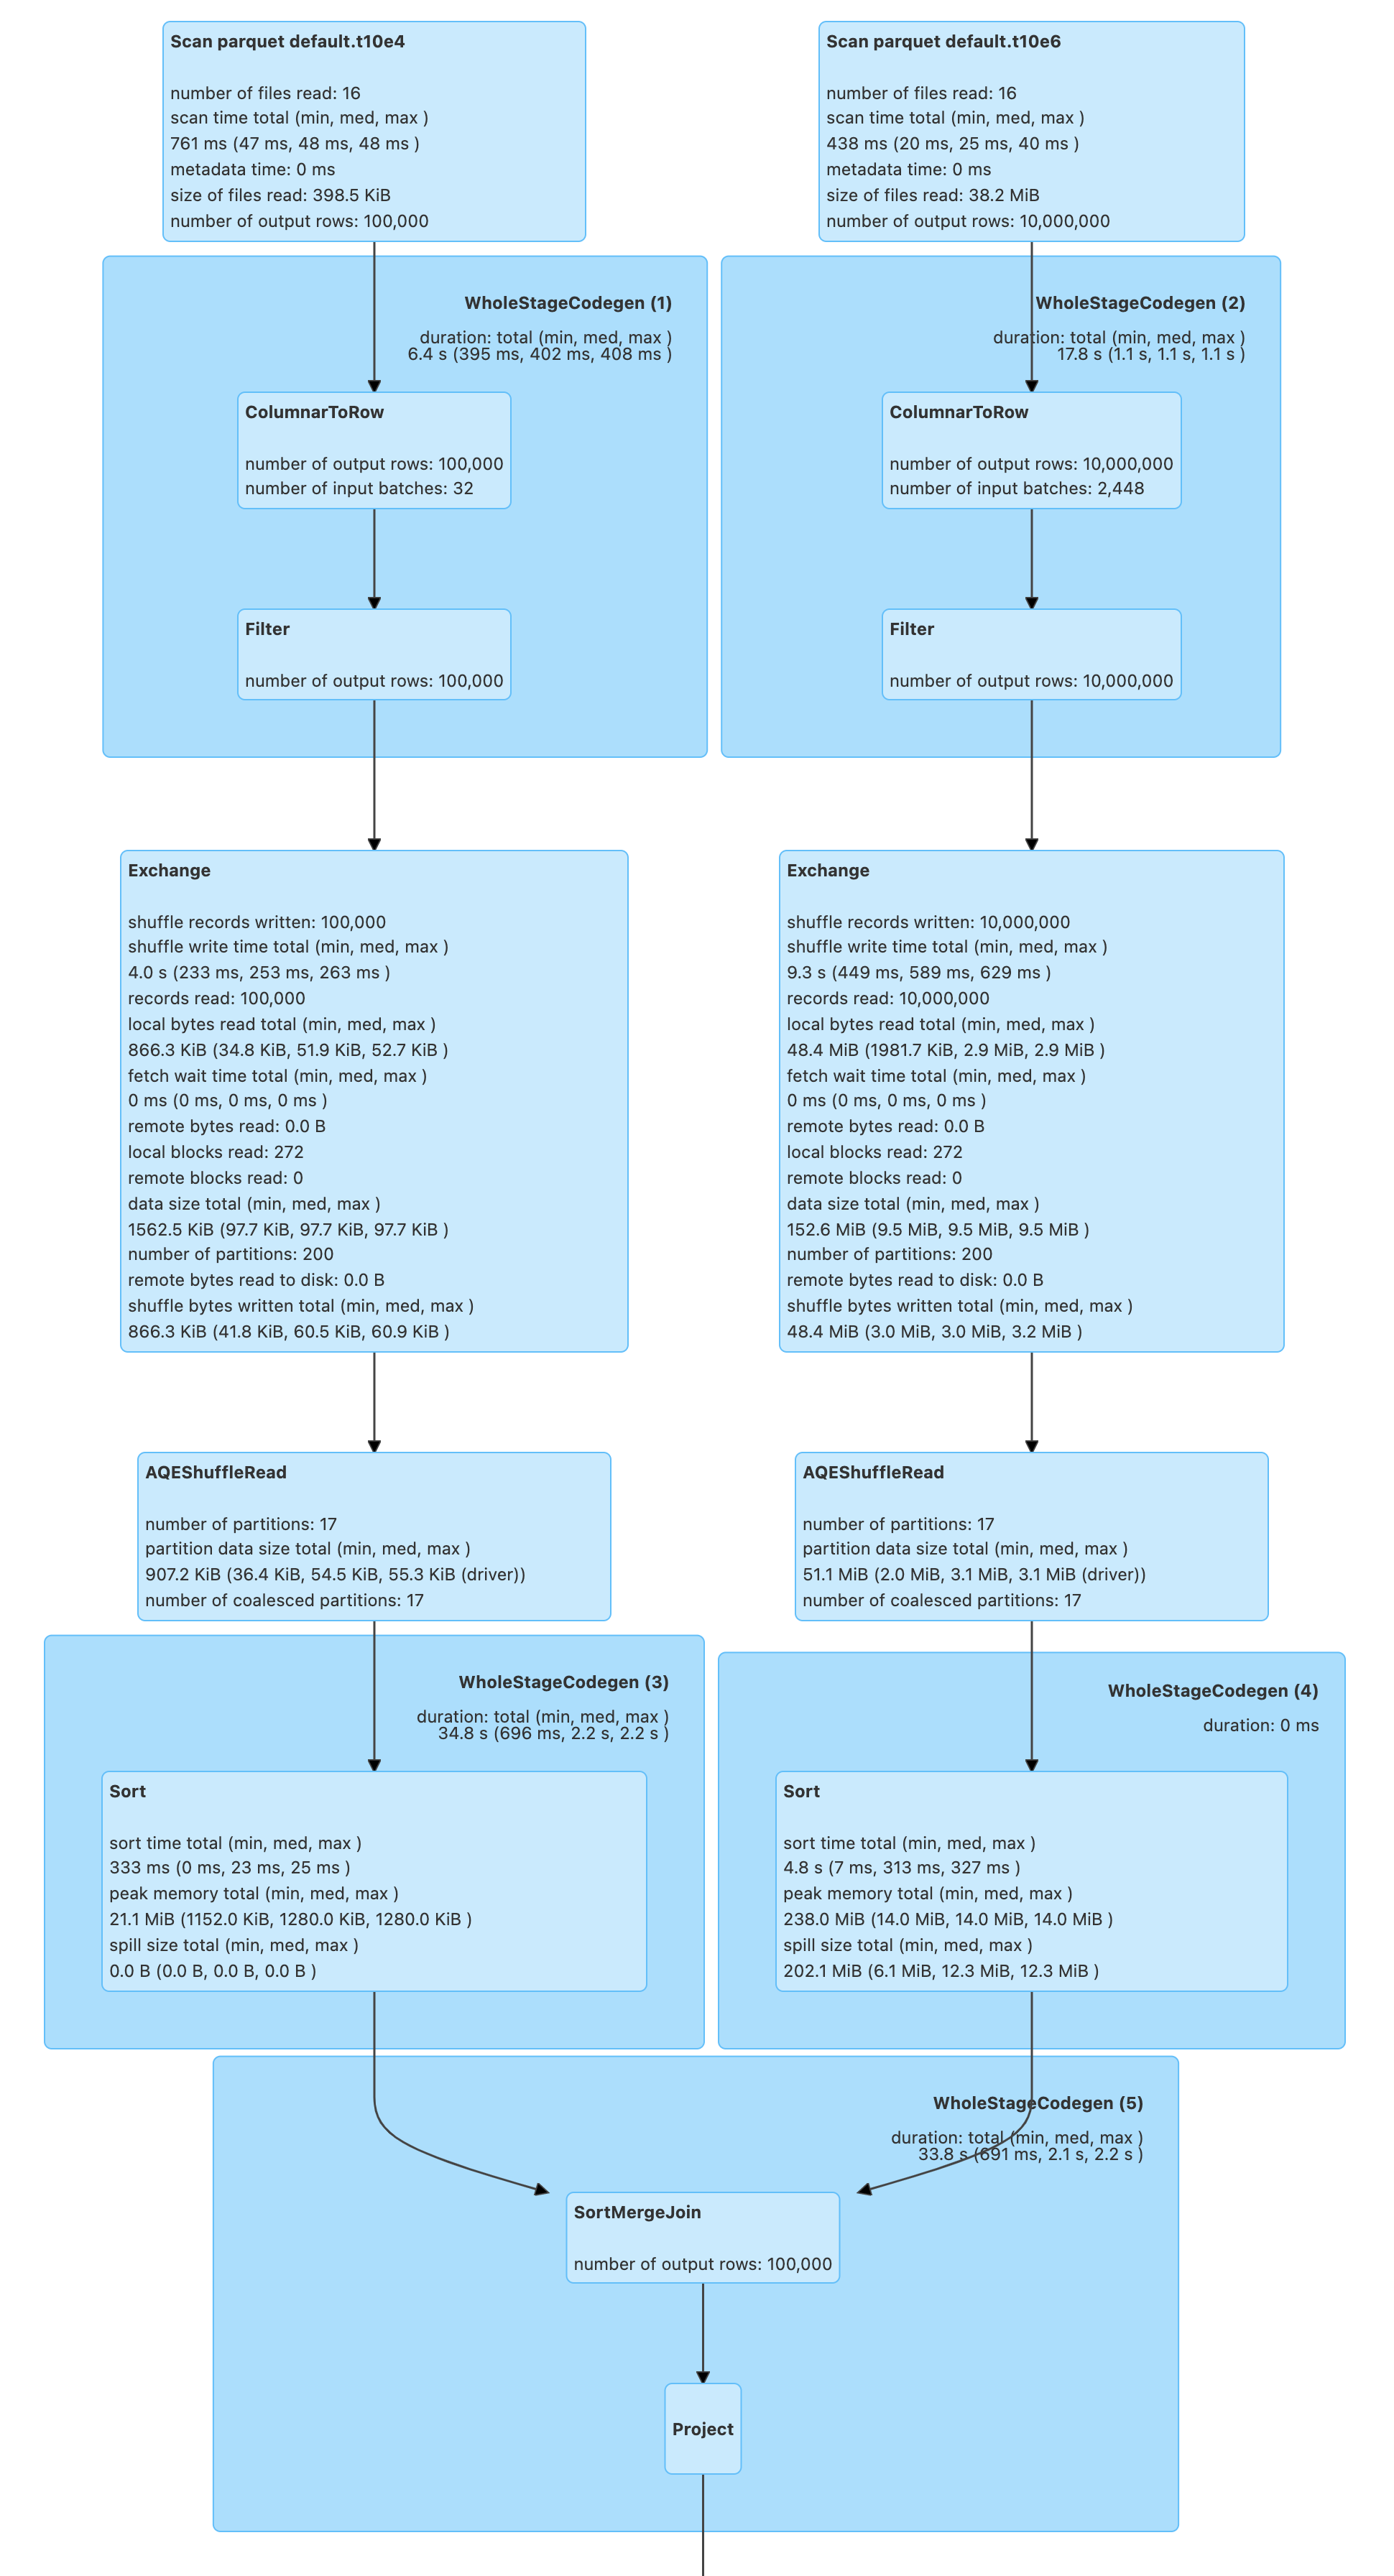 Scan parquet default.t10e4
number of files read: 16
scan time total (min, med, max )
761 ms (47 ms, 48 ms, 48 ms )
metadata time: 0 ms
size of files read: 398.5 KiB
number of output rows: 100,000
Scan parquet default.t10e6
number of files read: 16
scan time total (min, med, max )
438 ms (20 ms, 25 ms, 40 ms )
metadata time: 0 ms
size of files read: 38.2 MiB
number of output rows: 10,000,000
WholeStageCodegen (1)
duration: total (min, med, max )
6.4 s (395 ms, 402 ms, 408 ms )
ColumnarToRow
number of output rows: 100,000
number of input batches: 32
Filter
number of output rows: 100,000
WholeStageCodegen (2)
duration: total (min, med, max )
17.8 s (1.1 s, 1.1 s, 1.1 s )
ColumnarToRow
number of output rows: 10,000,000
number of input batches: 2,448
Filter
number of output rows: 10,000,000
Exchange
shuffle records written: 100,000
shuffle write time total (min, med, max )
4.0 s (233 ms, 253 ms, 263 ms )
records read: 100,000
local bytes read total (min, med, max )
866.3 KiB (34.8 KiB, 51.9 KiB, 52.7 KiB )
fetch wait time total (min, med, max )
0 ms (0 ms, 0 ms, 0 ms )
remote bytes read: 0.0 B
local blocks read: 272
remote blocks read: 0
data size total (min, med, max )
1562.5 KiB (97.7 KiB, 97.7 KiB, 97.7 KiB )
number of partitions: 200
remote bytes read to disk: 0.0 B
shuffle bytes written total (min, med, max )
866.3 KiB (41.8 KiB, 60.5 KiB, 60.9 KiB )
Exchange
shuffle records written: 10,000,000
shuffle write time total (min, med, max )
9.3 s (449 ms, 589 ms, 629 ms )
records read: 10,000,000
local bytes read total (min, med, max )
48.4 MiB (1981.7 KiB, 2.9 MiB, 2.9 MiB )
fetch wait time total (min, med, max )
0 ms (0 ms, 0 ms, 0 ms )
remote bytes read: 0.0 B
local blocks read: 272
remote blocks read: 0
data size total (min, med, max )
152.6 MiB (9.5 MiB, 9.5 MiB, 9.5 MiB )
number of partitions: 200
remote bytes read to disk: 0.0 B
shuffle bytes written total (min, med, max )
48.4 MiB (3.0 MiB, 3.0 MiB, 3.2 MiB )
AQEShuffleRead
number of partitions: 17
partition data size total (min, med, max )
907.2 KiB (36.4 KiB, 54.5 KiB, 55.3 KiB (driver))
number of coalesced partitions: 17
AQEShuffleRead
number of partitions: 17
partition data size total (min, med, max )
51.1 MiB (2.0 MiB, 3.1 MiB, 3.1 MiB (driver))
number of coalesced partitions: 17
WholeStageCodegen (3)
duration: total (min, med, max )
34.8 s (696 ms, 2.2 s, 2.2 s )
Sort
sort time total (min, med, max )
333 ms (0 ms, 23 ms, 25 ms )
peak memory total (min, med, max )
21.1 MiB (1152.0 KiB, 1280.0 KiB, 1280.0 KiB )
spill size total (min, med, max )
0.0 B (0.0 B, 0.0 B, 0.0 B )
WholeStageCodegen (4)
duration: 0 ms
Sort
sort time total (min, med, max )
4.8 s (7 ms, 313 ms, 327 ms )
peak memory total (min, med, max )
238.0 MiB (14.0 MiB, 14.0 MiB, 14.0 MiB )
spill size total (min, med, max )
202.1 MiB (6.1 MiB, 12.3 MiB, 12.3 MiB )
WholeStageCodegen (5)
duration: total (min, med, max )
33.8 s (691 ms, 2.1 s, 2.2 s )
SortMergeJoin
number of output rows: 100,000
Project